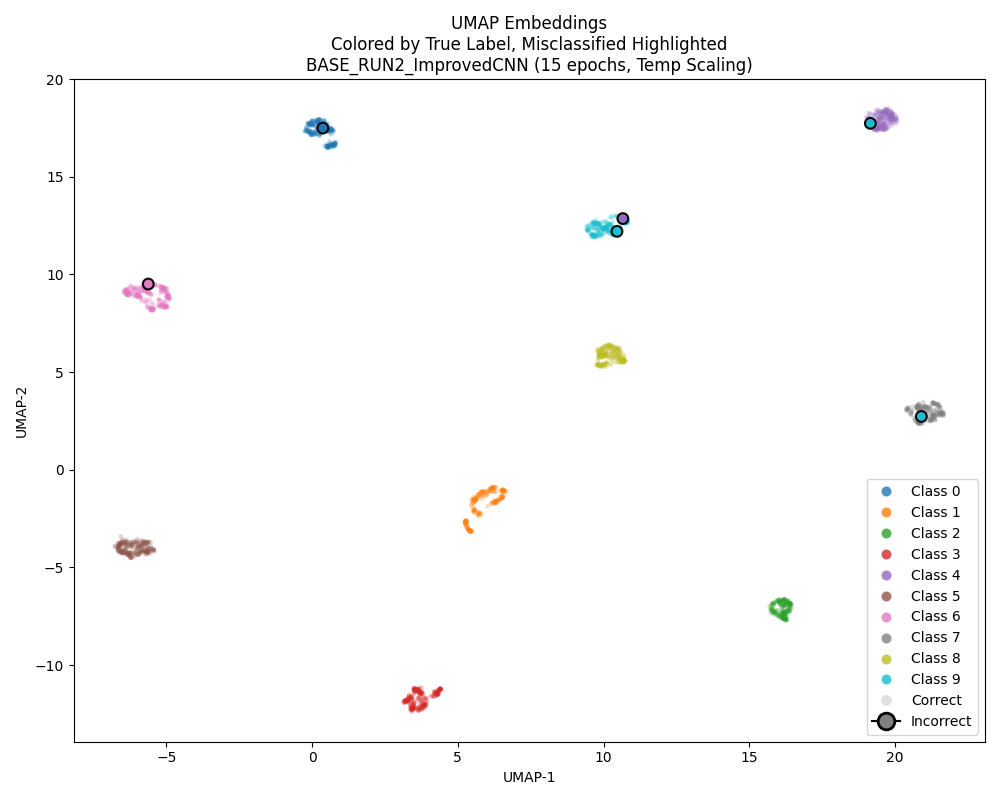 UMAP Embeddings
Colored by True Label, Misclassified Highlighted
BASE_RUN2_ImprovedCNN (15 epochs, Temp Scaling)
20
15
10
5
0
−5
−10
UMAP-2
−5
0
5
10
15
20
UMAP-1
Class 0
Class 1
Class 2
Class 3
Class 4
Class 5
Class 6
Class 7
Class 8
Class 9
Correct
Incorrect